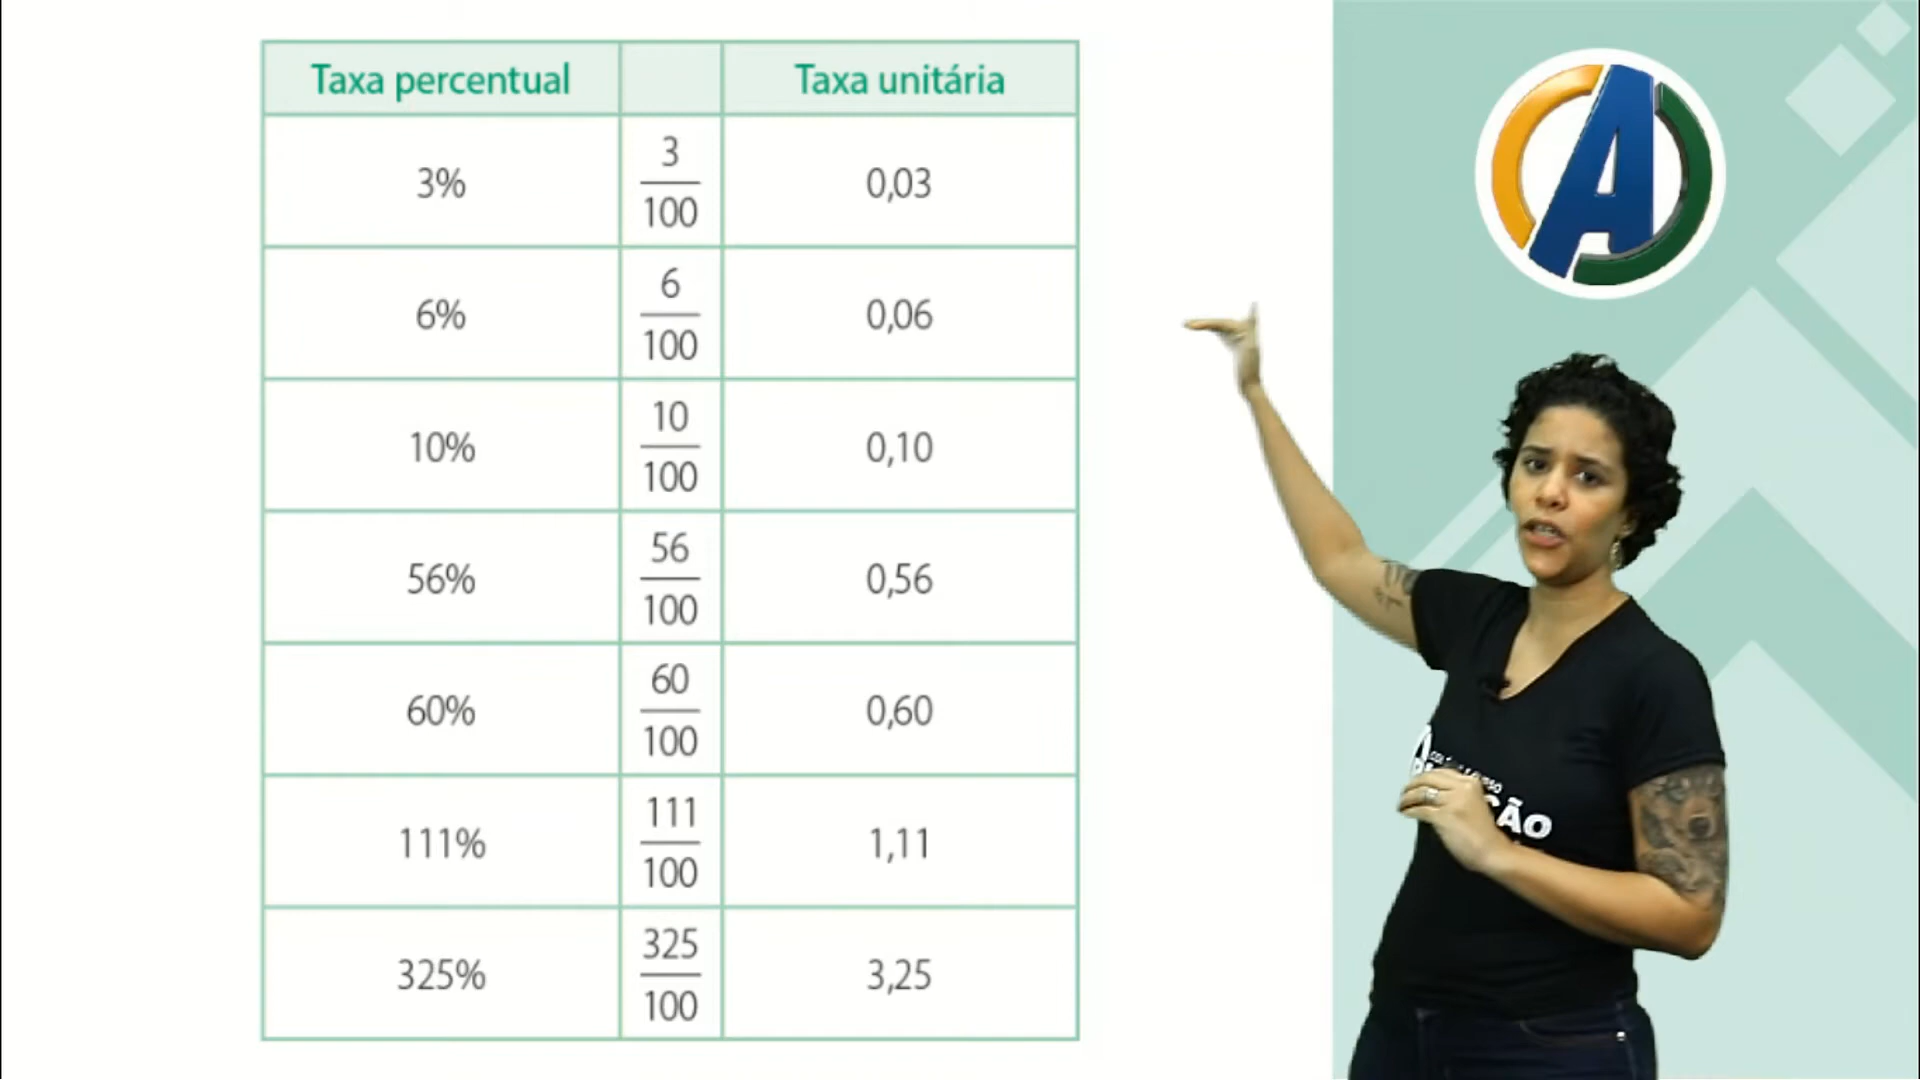 Taxa percentual Taxa unitária
3% 3/100 0,03
6% 6/100 0,06
10% 10/100 0,10
56% 56/100 0,56
60% 60/100 0,60
111% 111/100 1,11
325% 325/100 3,25
A